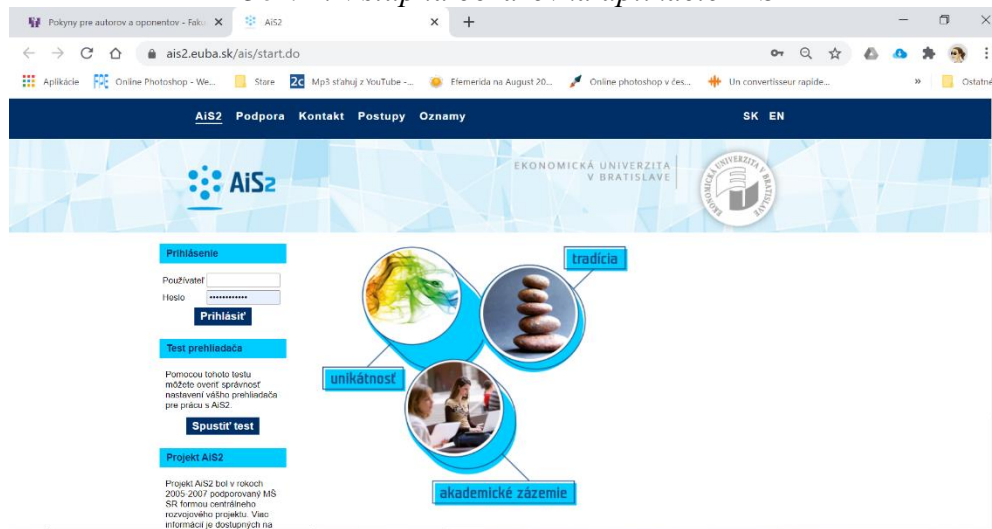 Pokyny pre autorov a oponentov - Faku
AiS2
ais2.euba.sk/ais/start.do
Aplikácie
Online Photoshop - We...
Stare
Mp3 sťahuj z YouTube -...
Efemerida na August 20...
Online photoshop v čes...
Un convertisseur rapide...
Ostatné
AiS2 Podpora Kontakt Postupy Oznamy
SK EN
AiS2
EKONOMICKÁ UNIVERZITA
V BRATISLAVE
EKONOMICKÁ UNIVERZITA V BRATISLAVE
Prihlásenie
Používateľ
Heslo
Prihlásiť
Test prehliadača
Pomocou tohoto testu
môžete overiť správnosť
nastavení vášho prehliadača
pre prácu s AiS2.
Spustiť test
Projekt AiS2
Projekt AiS2 bol v rokoch
2005-2007 podporovaný MŠ
SR formou centrálneho
rozvojového projektu. Viac
informácií je dostupných na
tradícia
unikátnosť
akademické zázemie